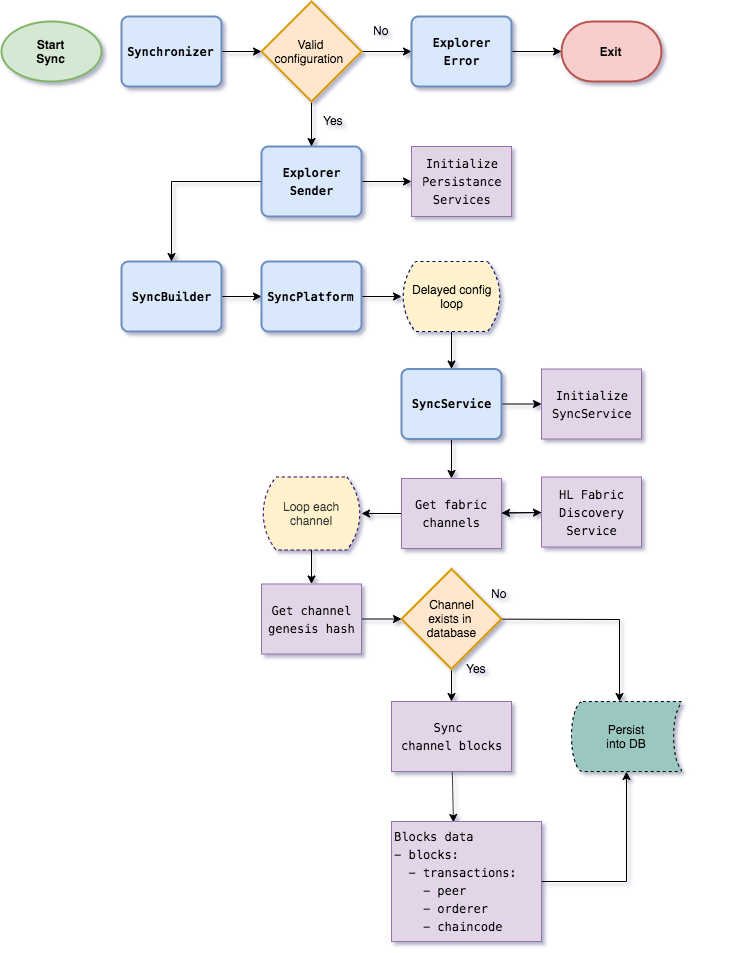 Start
Sync
Synchronizer
Valid
configuration
No
Explorer
Error
Exit
Yes
Explorer
Sender
Initialize
Persistance
Services
SyncBuilder
SyncPlatform
Delayed config
loop
SyncService
Initialize
SyncService
Loop each
channel
Get fabric
channels
HL Fabric
Discovery
Service
Get channel
genesis hash
Channel
exists in
database
No
Yes
Sync
channel blocks
Persist
into DB
Blocks data
– blocks:
– transactions:
– peer
– orderer
– chaincode